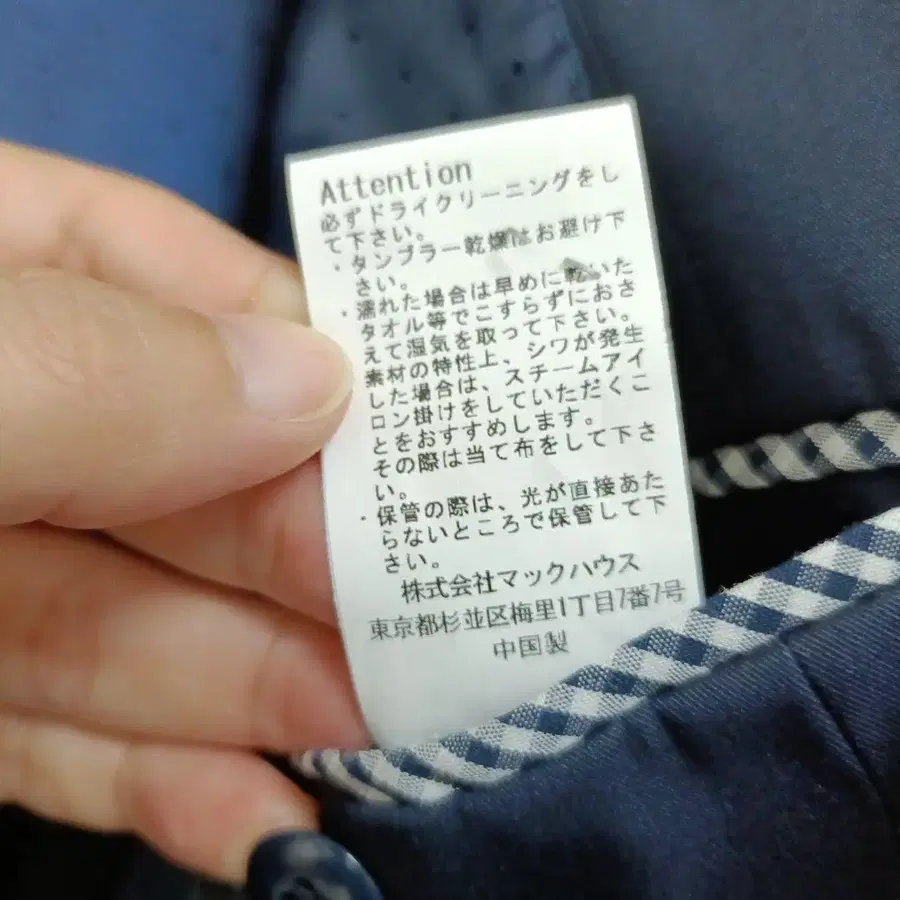 Attention
必ずドライクリーニングをし
て下さい。
・タンブラー乾燥はお避け下
さい。
・濡れた場合は早めに乾いた
タオル等でこすらずにおさ
えて湿気を取って下さい。
素材の特性上、シワが発生
した場合は、スチームアイ
ロン掛けをしていただくこ
とをおすすめします。
その際は当て布をして下さ
い。
・保管の際は、光が直接あた
らないところで保管して下
さい。
株式会社マックハウス
東京都杉並区梅里1丁目7番7号
中国製